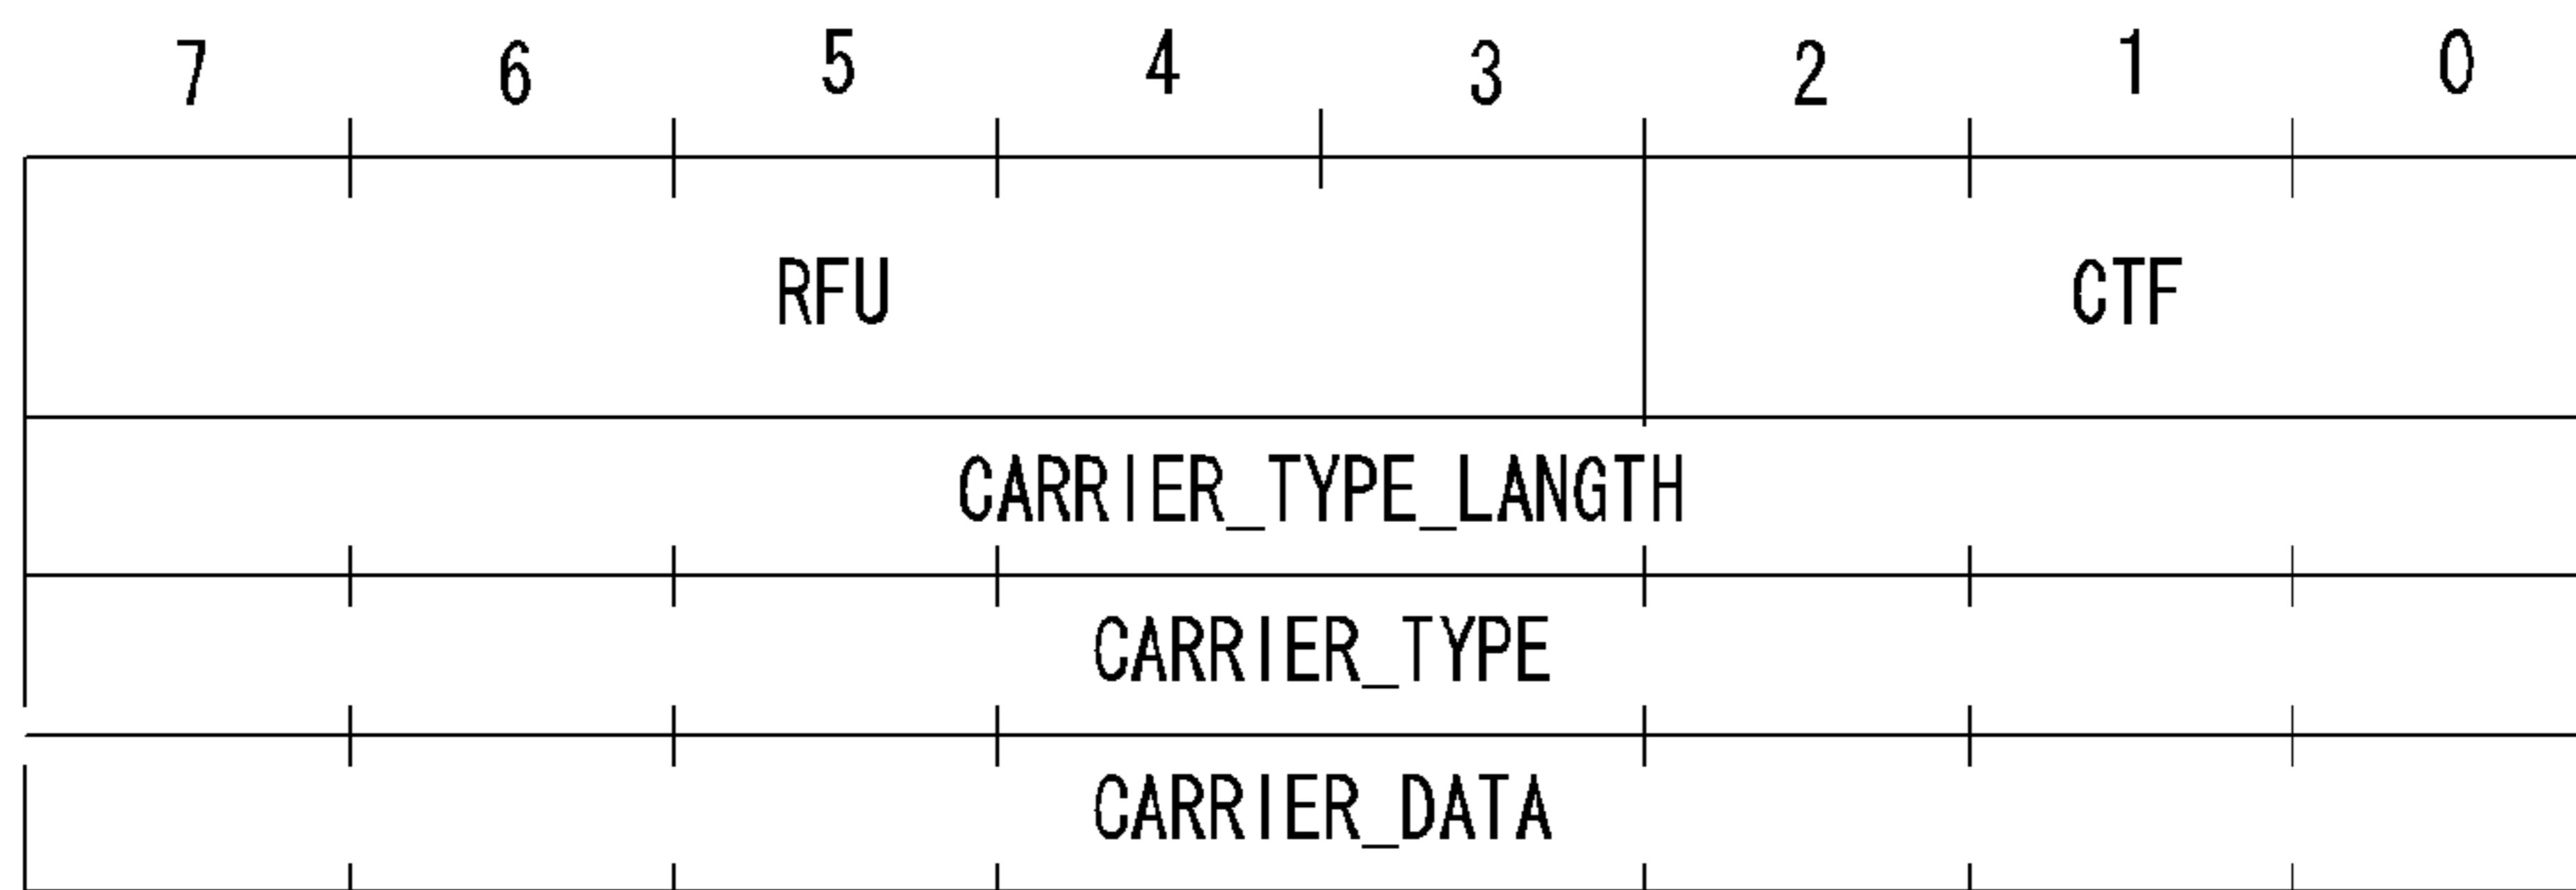 7 6 5 4 3 2 1 0
RFU CTF
CARRIER_TYPE_LANGTH
CARRIER_TYPE
CARRIER_DATA